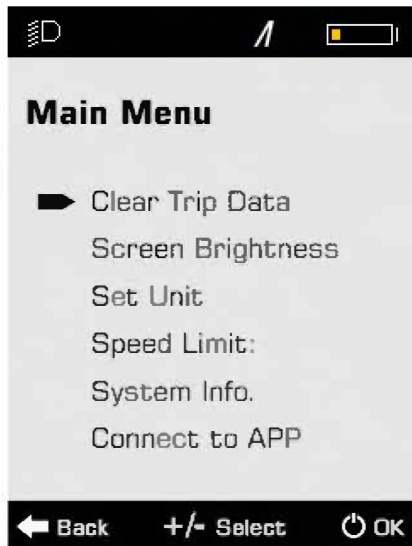 Main Menu
Clear Trip Data
Screen Brightness
Set Unit
Speed Limit:
System Info.
Connect to APP
Back +/- Select OK